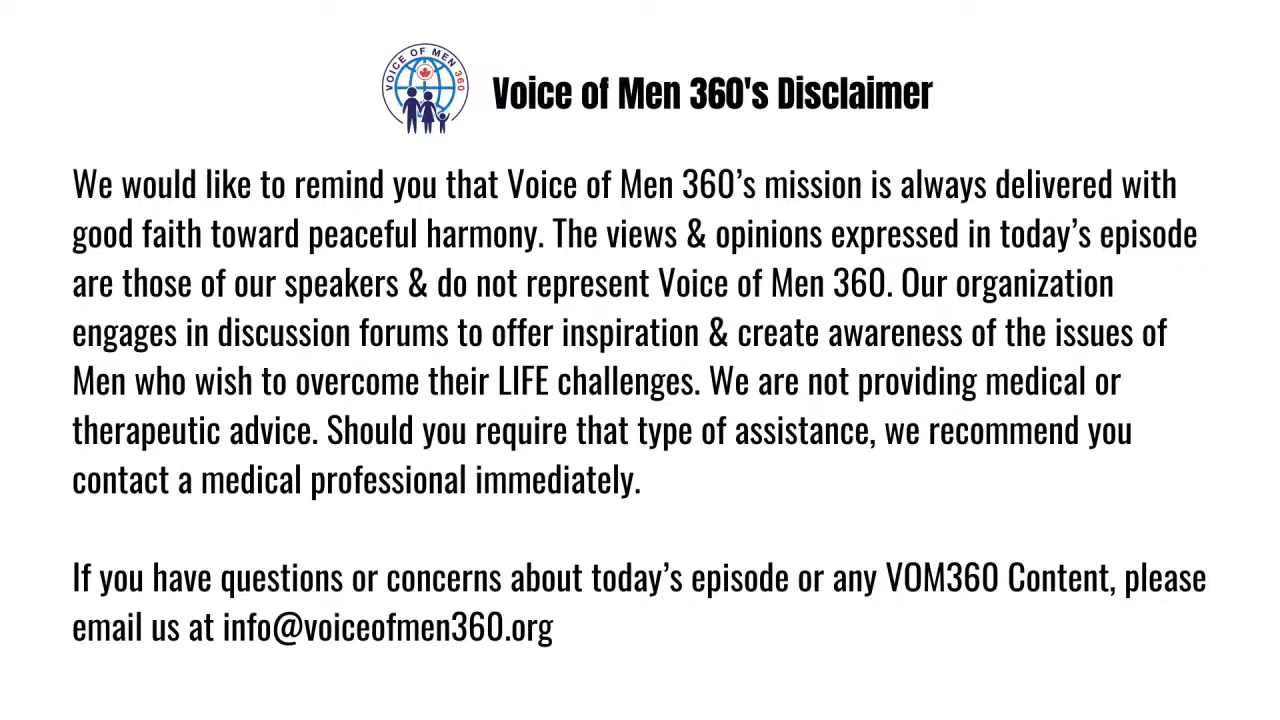 VOICE OF MEN 360
Voice of Men 360's Disclaimer
We would like to remind you that Voice of Men 360’s mission is always delivered with
good faith toward peaceful harmony. The views & opinions expressed in today’s episode
are those of our speakers & do not represent Voice of Men 360. Our organization
engages in discussion forums to offer inspiration & create awareness of the issues of
Men who wish to overcome their LIFE challenges. We are not providing medical or
therapeutic advice. Should you require that type of assistance, we recommend you
contact a medical professional immediately.
If you have questions or concerns about today’s episode or any VOM360 Content, please
email us at info@voiceofmen360.org